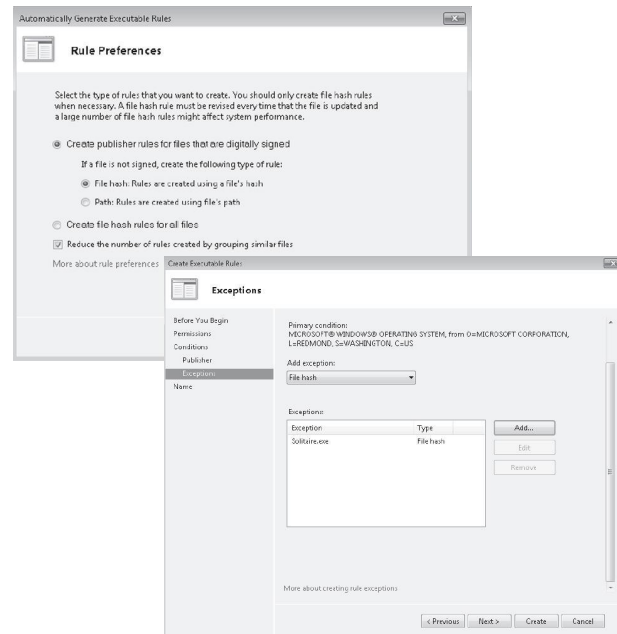 Automatically Generate Executable Rules
Rule Preferences
Select the type of rules that you want to create. You should only create file hash rules
when necessary. A file hash rule must be revised every time that the file is updated and
a large number of file hash rules might affect system performance.
Create publisher rules for files that are digitally signed
If a file is not signed, create the following type of rule:
File hash: Rules are created using a file's hash
Path: Rules are created using file's path
Create file hash rules for all files
Reduce the number of rules created by grouping similar files
More about rule preferences
Create Executable Rules
Exceptions
Before You Begin
Permissions
Conditions
Publisher
Exceptions
Name
Primary condition:
MICROSOFT® WINDOWS® OPERATING SYSTEM, from O=MICROSOFT CORPORATION,
L=REDMOND, S=WASHINGTON, C=US
Add exception:
File hash
Exceptions:
Exception Type
Solitaire.exe File hash
Add...
Edit
Remove
More about creating rule exceptions
< Previous Next > Create Cancel